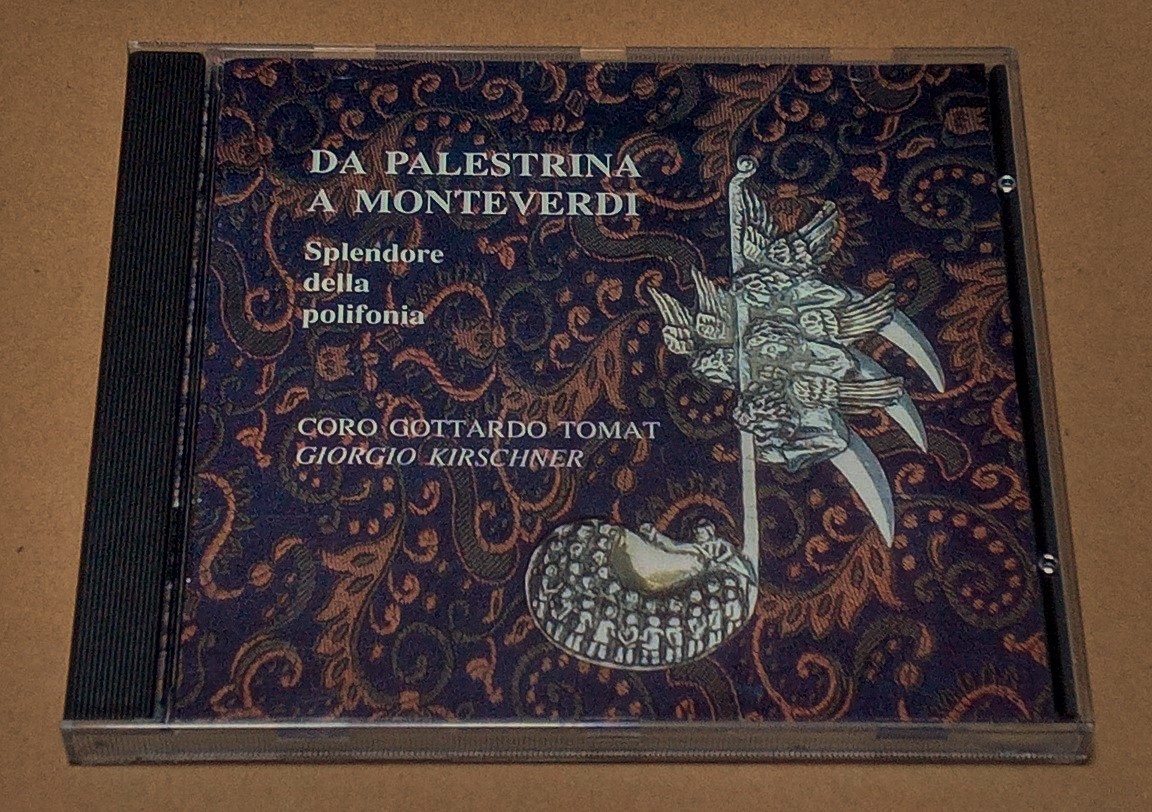 DA PALESTRINA
A MONTEVERDI
Splendore
della
polifonia
CORO GOTTARDO TOMAT
GIORGIO KIRSCHNER